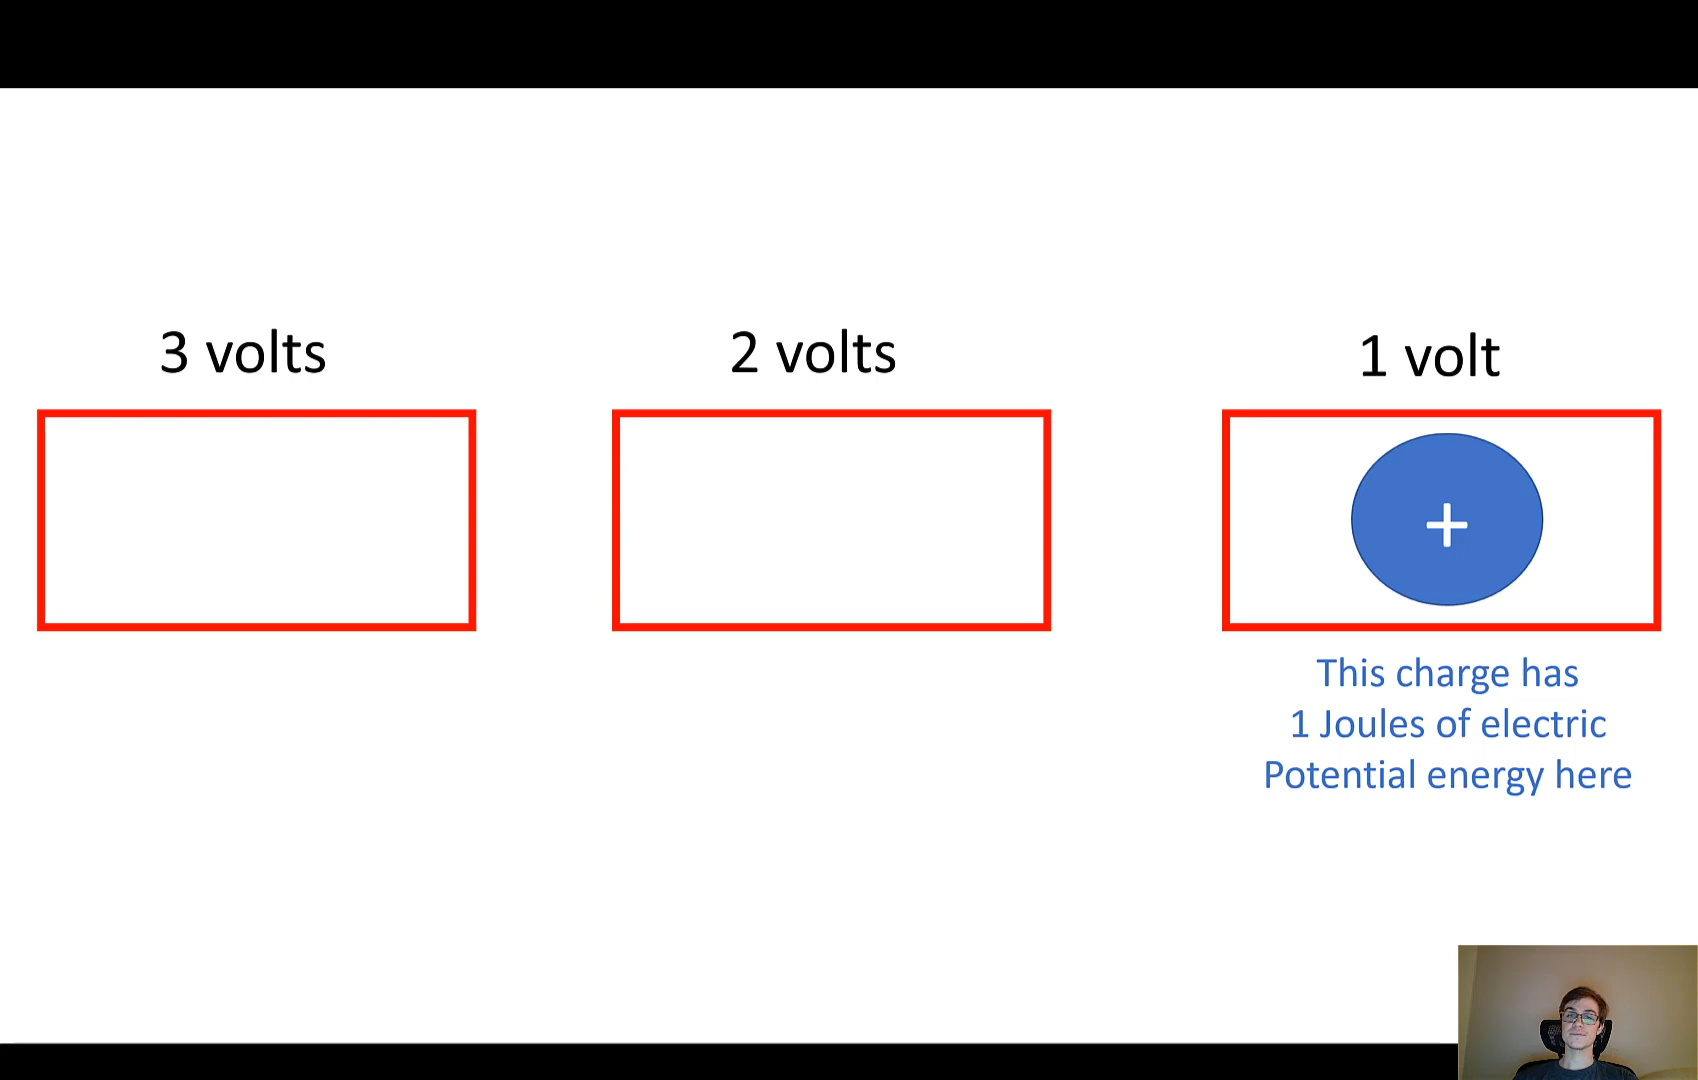 3 volts
2 volts
1 volt
+
This charge has
1 Joules of electric
Potential energy here